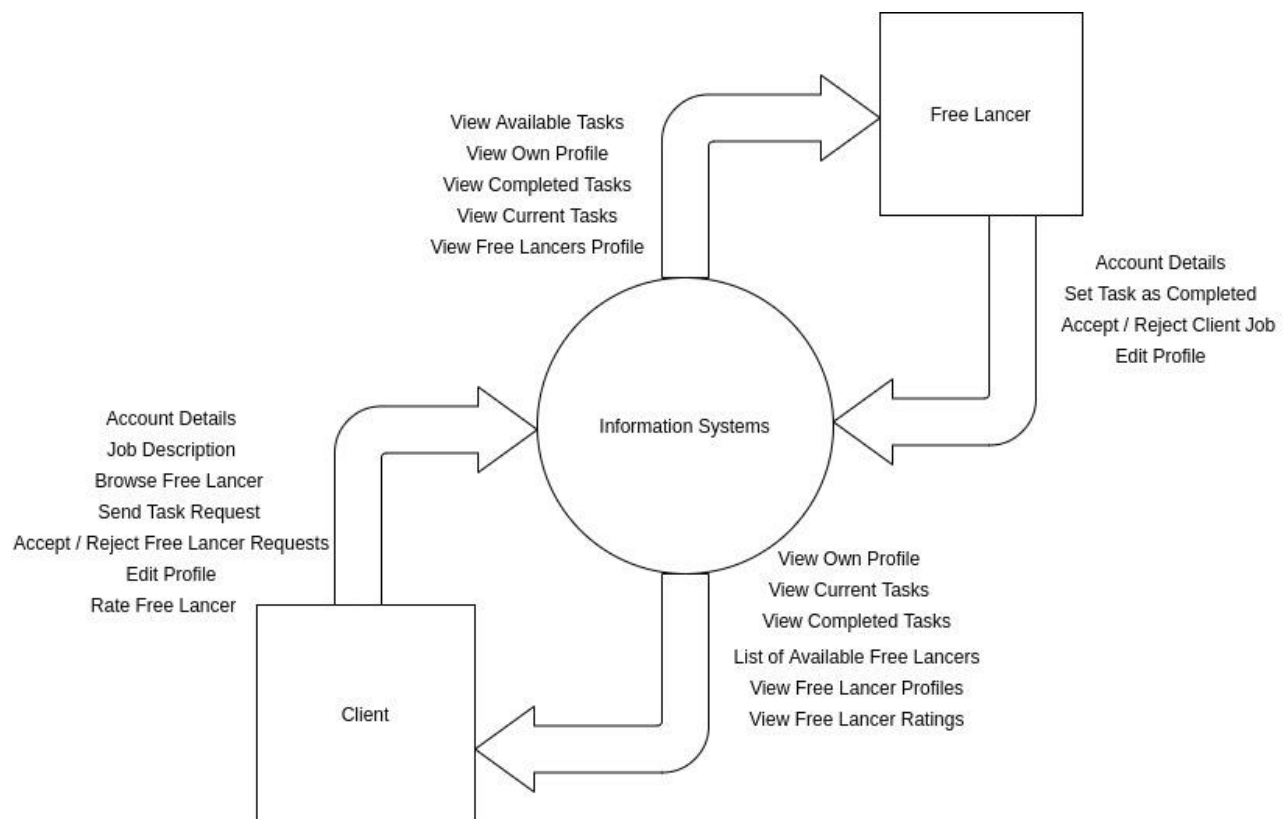 View Available Tasks
View Own Profile
View Completed Tasks
View Current Tasks
View Free Lancers Profile
Free Lancer
Account Details
Set Task as Completed
Accept / Reject Client Job
Edit Profile
Information Systems
Account Details
Job Description
Browse Free Lancer
Send Task Request
Accept / Reject Free Lancer Requests
Edit Profile
Rate Free Lancer
View Own Profile
View Current Tasks
View Completed Tasks
List of Available Free Lancers
View Free Lancer Profiles
View Free Lancer Ratings
Client